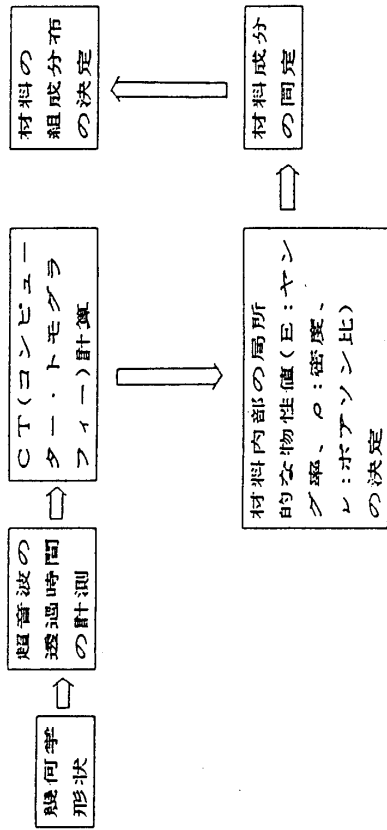 幾何学
形状
超音波の
透過時間
の計測
CT(コンピュー
ター・トモグラ
フィー)計算
材料内部の局所
的な物性値(E:ヤン
グ率、ρ:密度、
ν:ポアソン比)
の決定
材料成分
の同定
材料の
組成分布
の決定